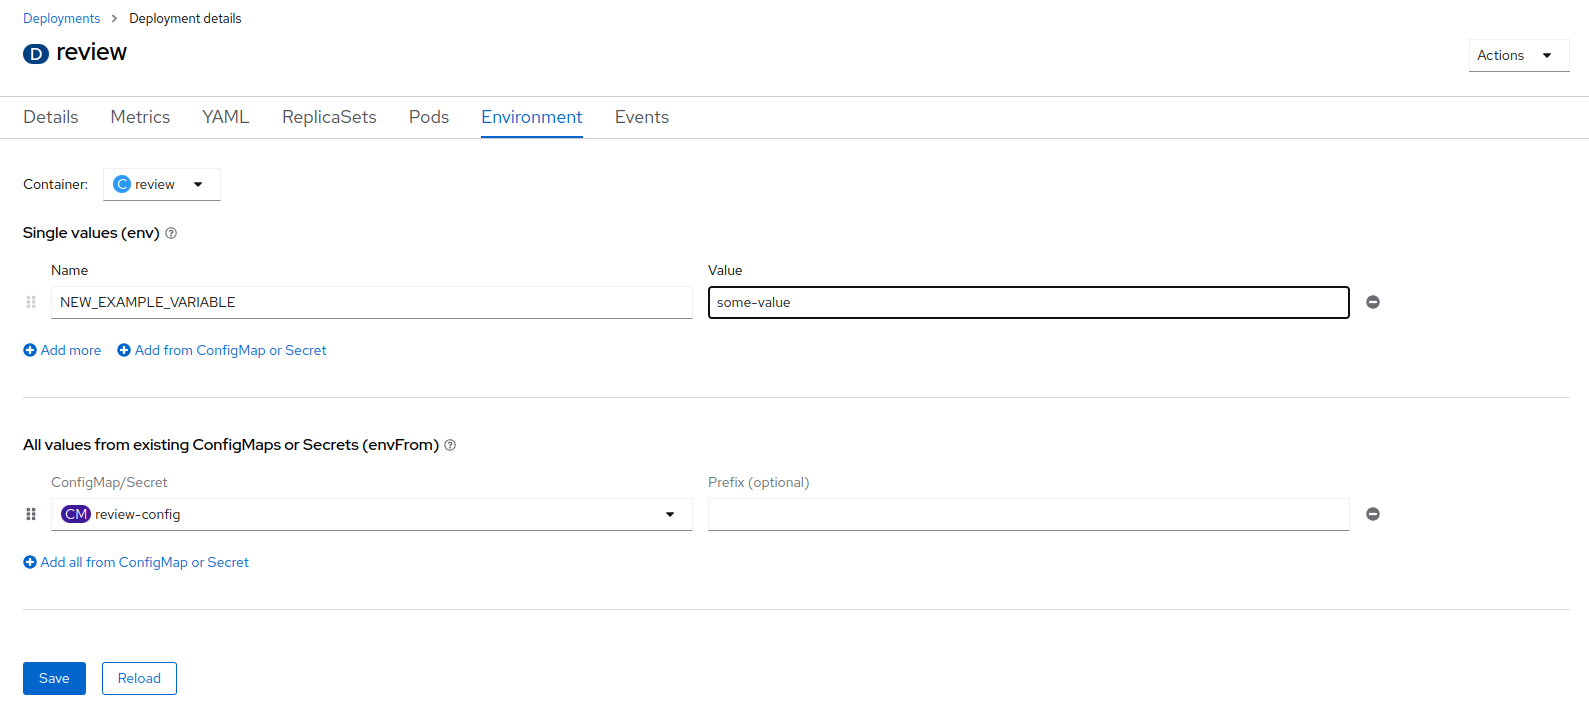 Deployments > Deployment details
D review
Actions
Details Metrics YAML ReplicaSets Pods Environment Events
Container: C review
Single values (env)
Name Value
NEW_EXAMPLE_VARIABLE some-value
Add more Add from ConfigMap or Secret
All values from existing ConfigMaps or Secrets (envFrom)
ConfigMap/Secret Prefix (optional)
CM review-config
Add all from ConfigMap or Secret
Save Reload